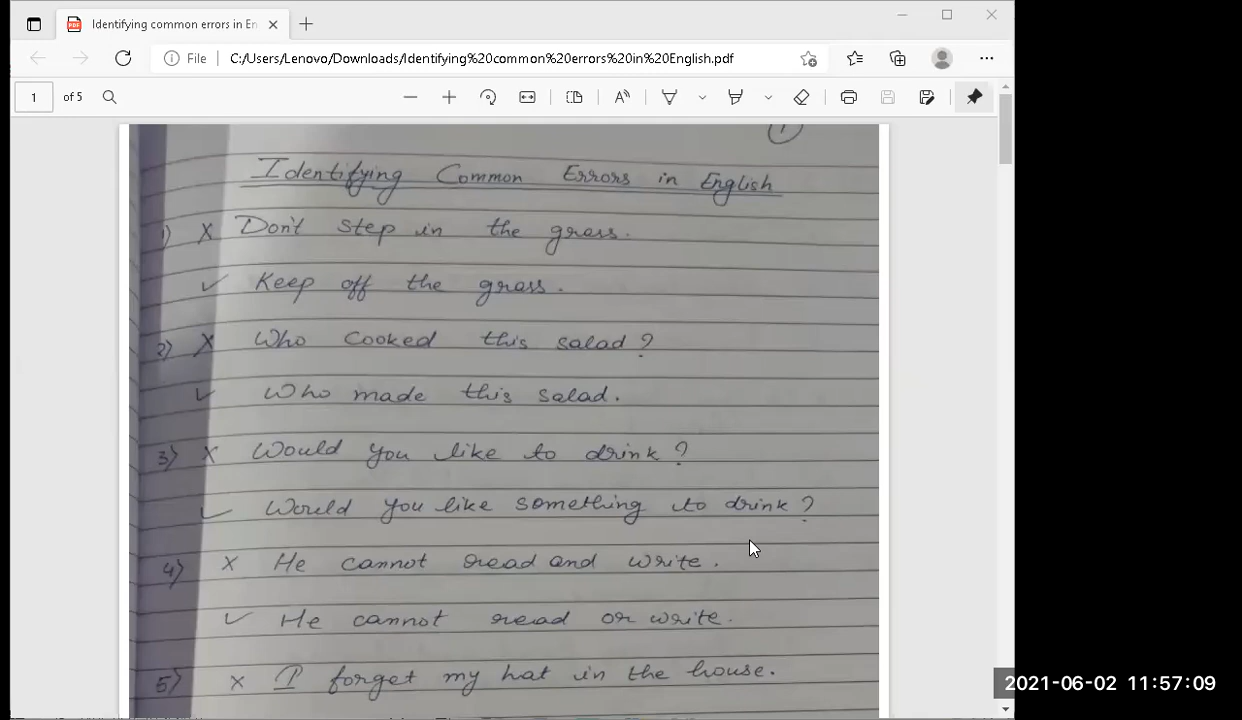 Identifying common errors in En
File C:/Users/Lenovo/Downloads/Identifying%20common%20errors%20in%20English.pdf
1 of 5
1
Identifying Common Errors in English
1) X Don't step in the grass.
✓ Keep off the grass.
2) X Who cooked this salad?
✓ Who made this salad.
3) X Would you like to drink?
✓ Would you like something to drink?
4) X He cannot read and write.
✓ He cannot read or write.
5) X I forget my hat in the house.
2021-06-02 11:57:09